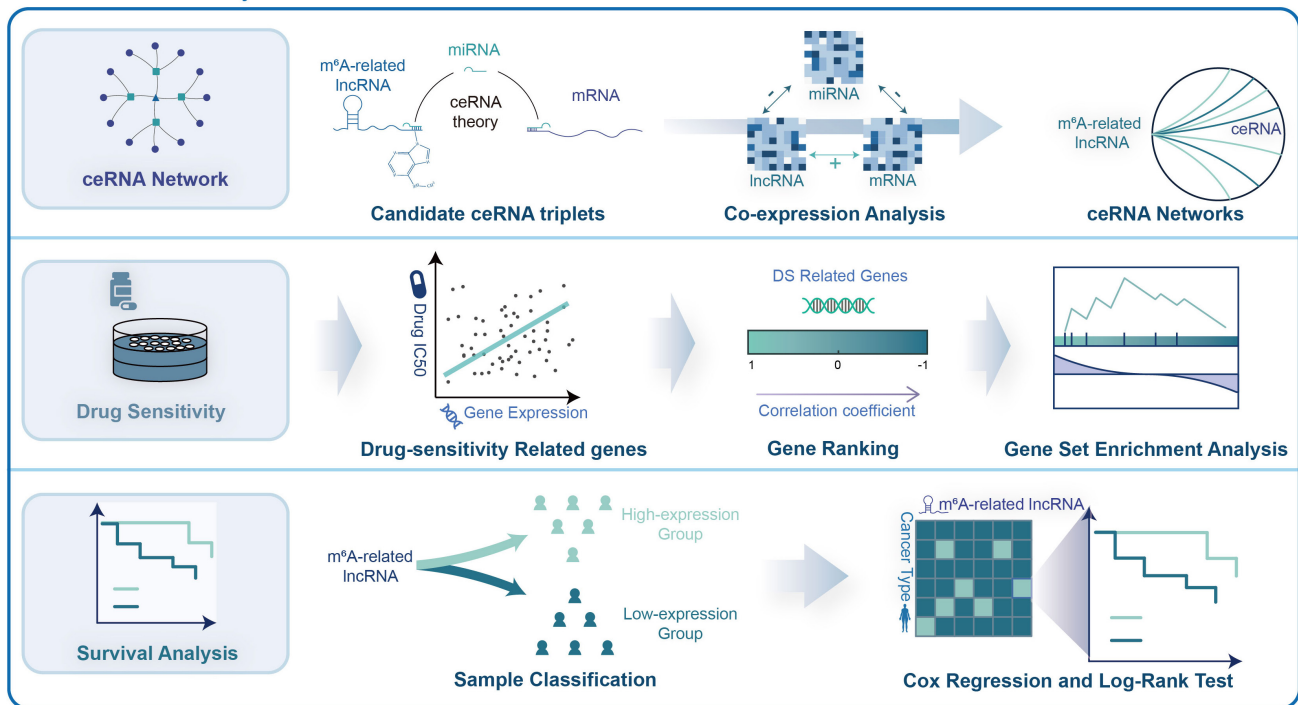 m⁶A-related
lncRNA
miRNA
ceRNA
theory
mRNA
miRNA
-
-
lncRNA
+
mRNA
m⁶A-related
lncRNA
ceRNA
ceRNA Network
Candidate ceRNA triplets
Co-expression Analysis
ceRNA Networks
Drug Sensitivity
Drug IC50
Gene Expression
Drug-sensitivity Related genes
DS Related Genes
1
0
-1
Correlation coefficient
Gene Ranking
Gene Set Enrichment Analysis
Survival Analysis
m⁶A-related
lncRNA
High-expression
Group
Low-expression
Group
Sample Classification
m⁶A-related lncRNA
Cancer Type
Cox Regression and Log-Rank Test